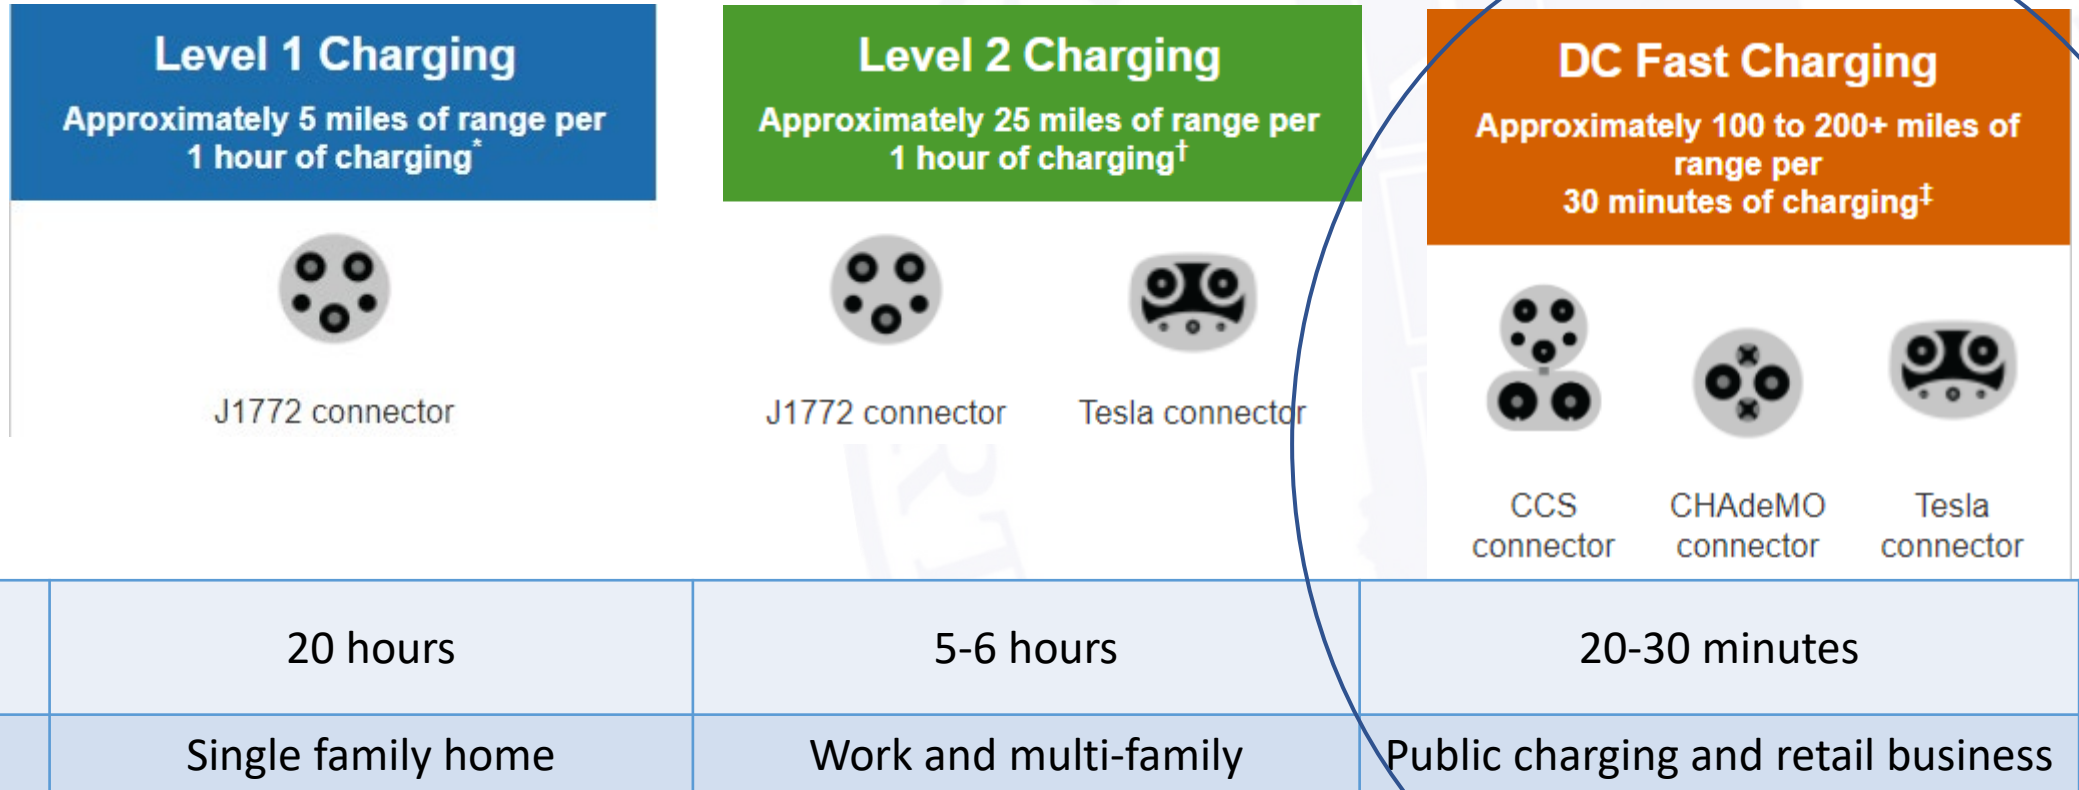 Level 1 Charging
Approximately 5 miles of range per
1 hour of charging*
J1772 connector
Level 2 Charging
Approximately 25 miles of range per
1 hour of charging†
J1772 connector
Tesla connector
DC Fast Charging
Approximately 100 to 200+ miles of
range per
30 minutes of charging‡
CCS
connector
CHAdeMO
connector
Tesla
connector
20 hours
5-6 hours
20-30 minutes
Single family home
Work and multi-family
Public charging and retail business